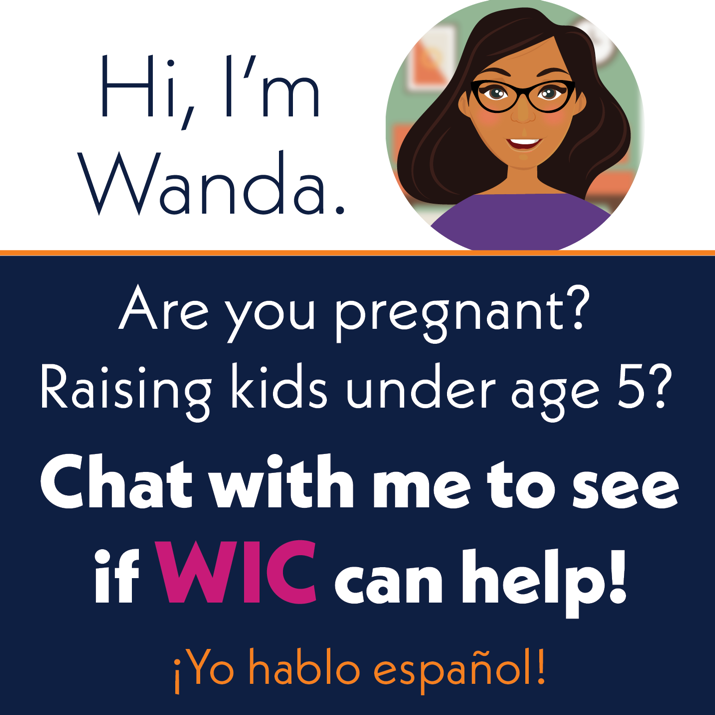 Hi, I’m
Wanda.
Are you pregnant?
Raising kids under age 5?
Chat with me to see
if WIC can help!
¡Yo hablo español!